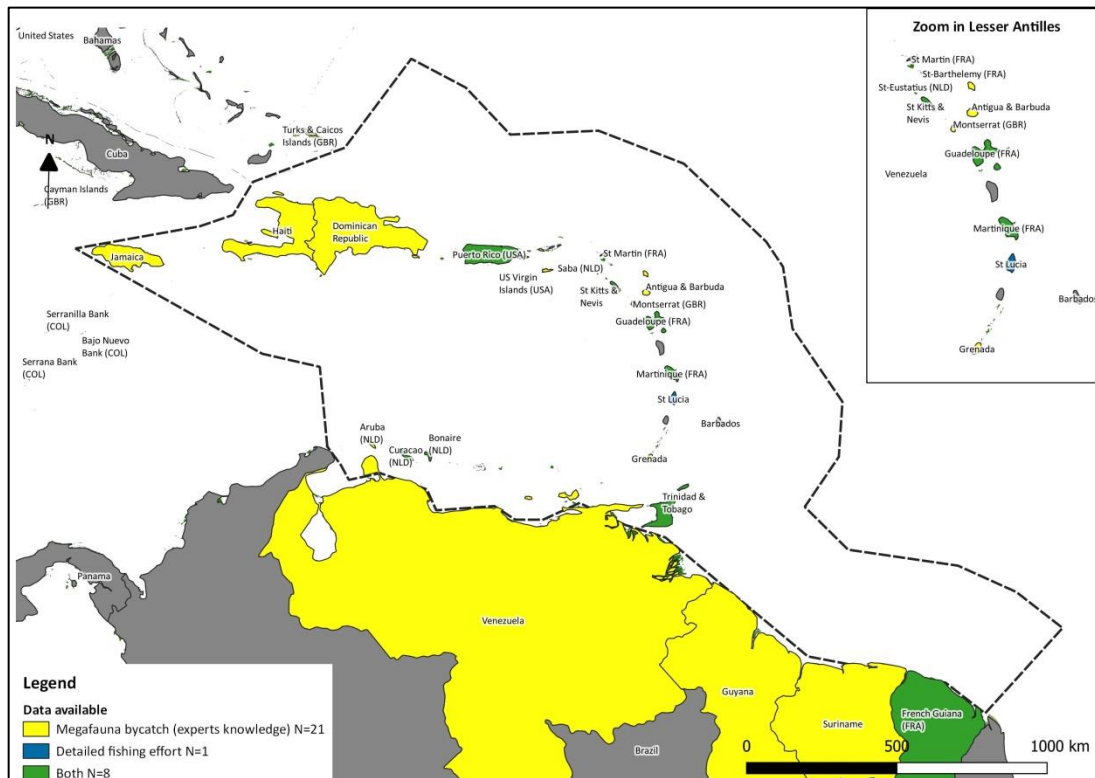 United States
Bahamas
Turks & Caicos
Islands (GBR)
N
Cuba
Cayman Islands
(GBR)
Haiti
Dominican
Republic
Jamaica
Puerto Rico (USA)
St Martin (FRA)
Saba (NLD)
US Virgin
Islands (USA)
St Kitts &
Nevis
Antigua & Barbuda
Montserrat (GBR)
Guadeloupe (FRA)
Serranilla Bank
(COL)
Bajo Nuevo
Bank (COL)
Serrana Bank
(COL)
Martinique (FRA)
St Lucia
Barbados
Aruba
(NLD)
Curacao
(NLD)
Bonaire
(NLD)
Grenada
Trinidad &
Tobago
Panama
Venezuela
Guyana
Suriname
French Guiana
(FRA)
Brazil
Zoom in Lesser Antilles
St Martin (FRA)
St-Barthelemy (FRA)
St-Eustatius (NLD)
St Kitts &
Nevis
Antigua & Barbuda
Montserrat (GBR)
Guadeloupe (FRA)
Venezuela
Martinique (FRA)
St Lucia
Barbados
Grenada
Legend
Data available
Megafauna bycatch (experts knowledge) N=21
Detailed fishing effort N=1
Both N=8
0 500 1000 km